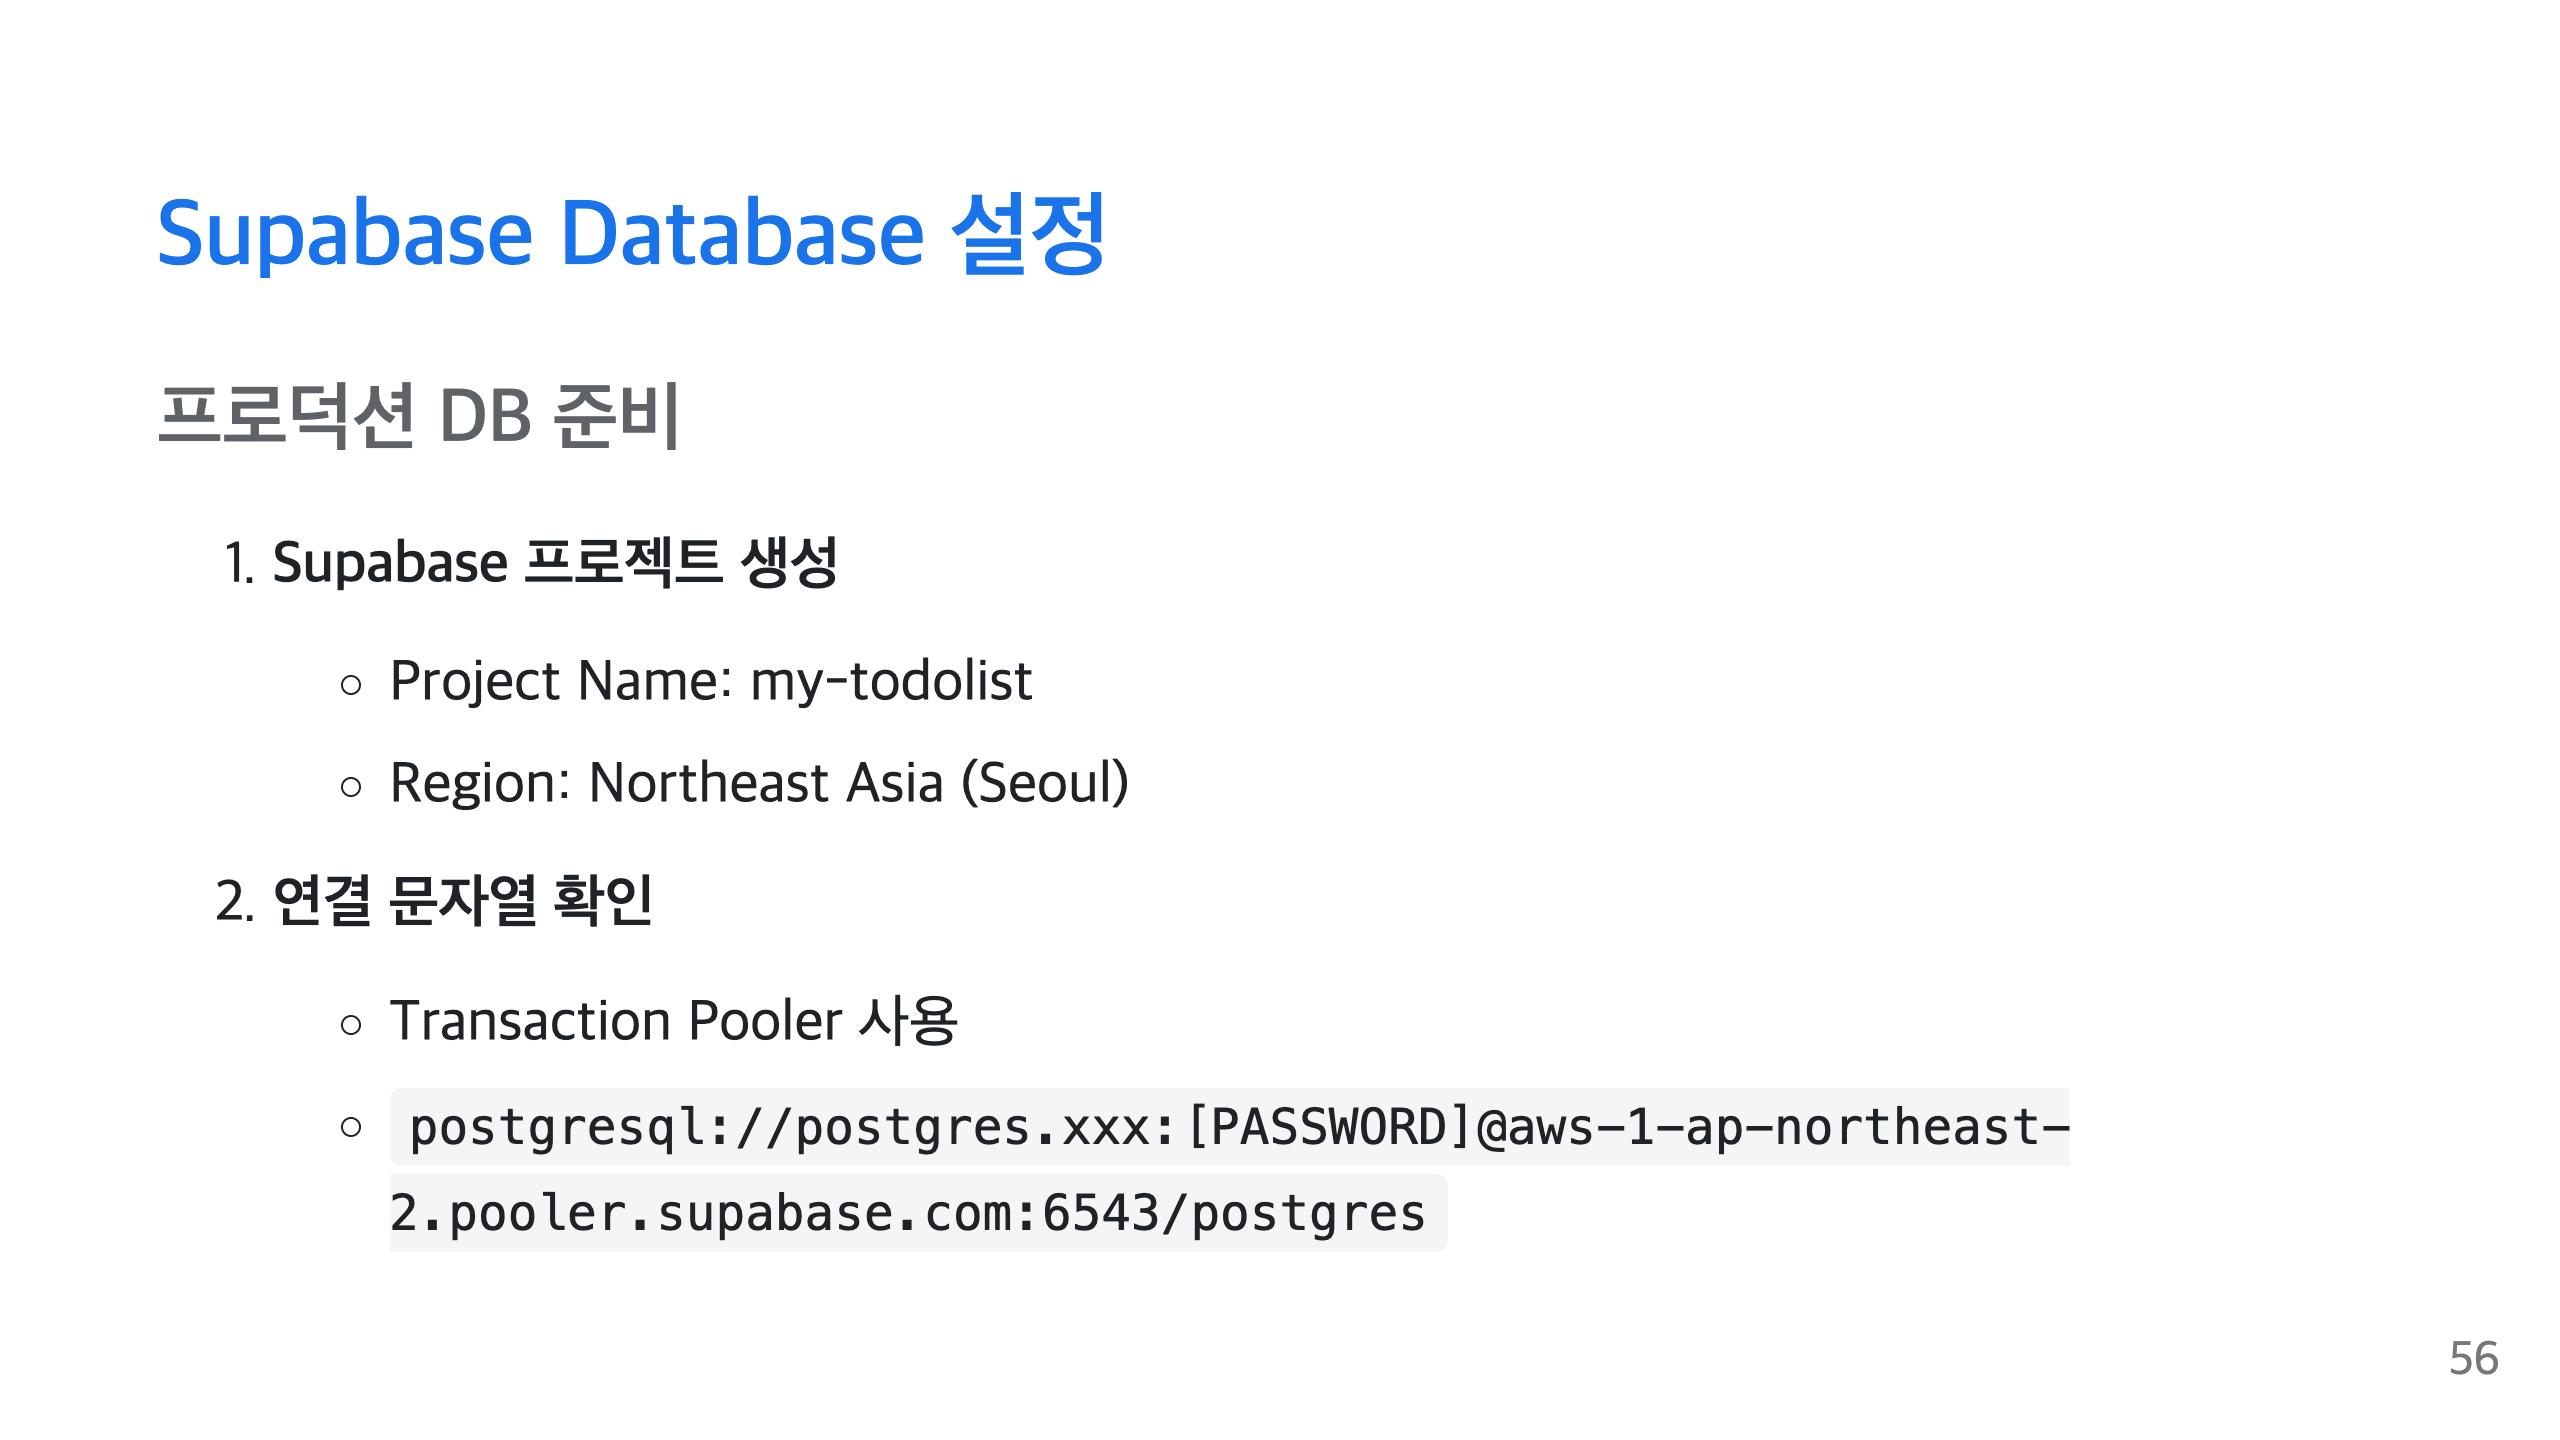 Supabase Database 설정
프로덕션 DB 준비
1. Supabase 프로젝트 생성
○ Project Name: my-todolist
○ Region: Northeast Asia (Seoul)
2. 연결 문자열 확인
○ Transaction Pooler 사용
○ postgresql://postgres.xxx:[PASSWORD]@aws-1-ap-northeast-
2.pooler.supabase.com:6543/postgres
56